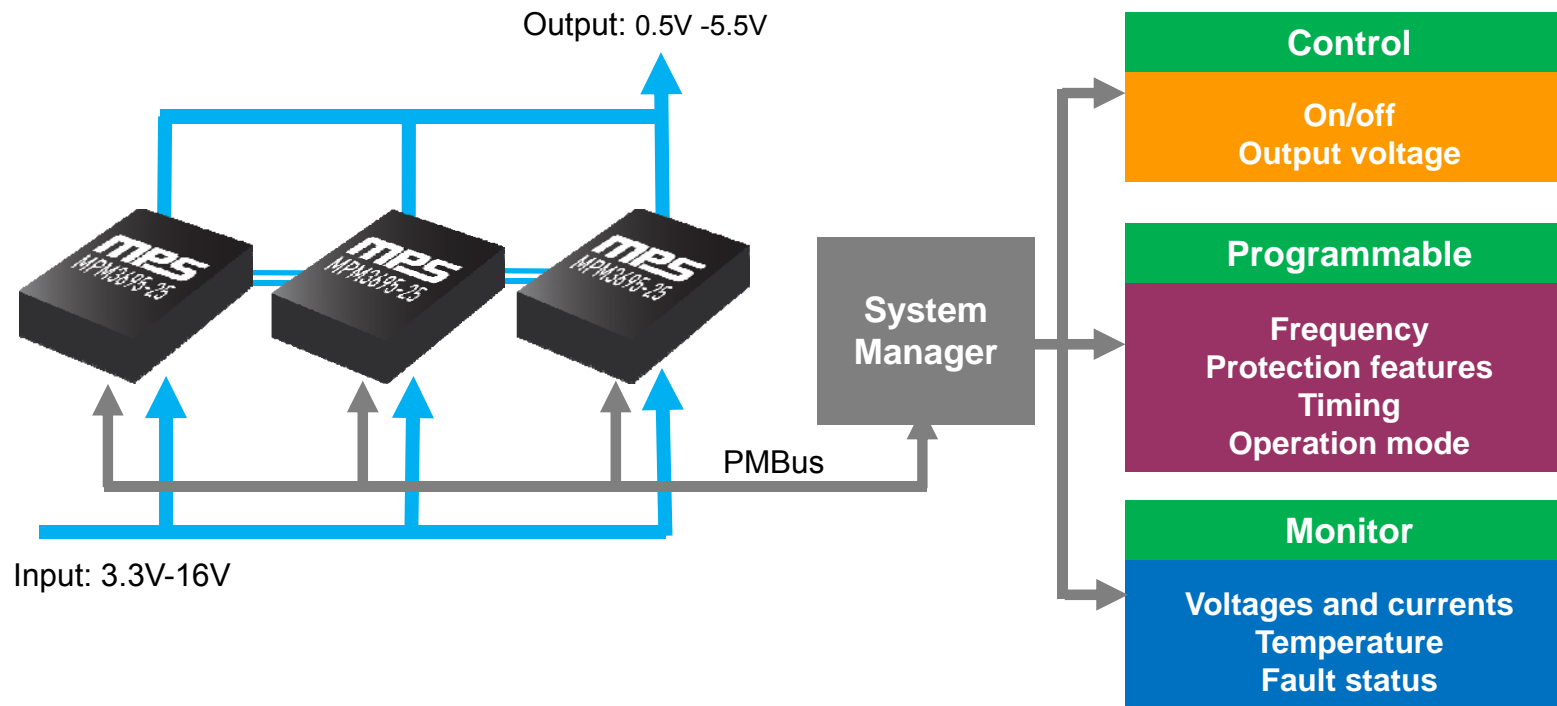 Output: 0.5V -5.5V
MPS
MPM3695-25
MPS
MPM3695-25
MPS
MPM3695-25
PMBus
Input: 3.3V-16V
System
Manager
Control
On/off
Output voltage
Programmable
Frequency
Protection features
Timing
Operation mode
Monitor
Voltages and currents
Temperature
Fault status